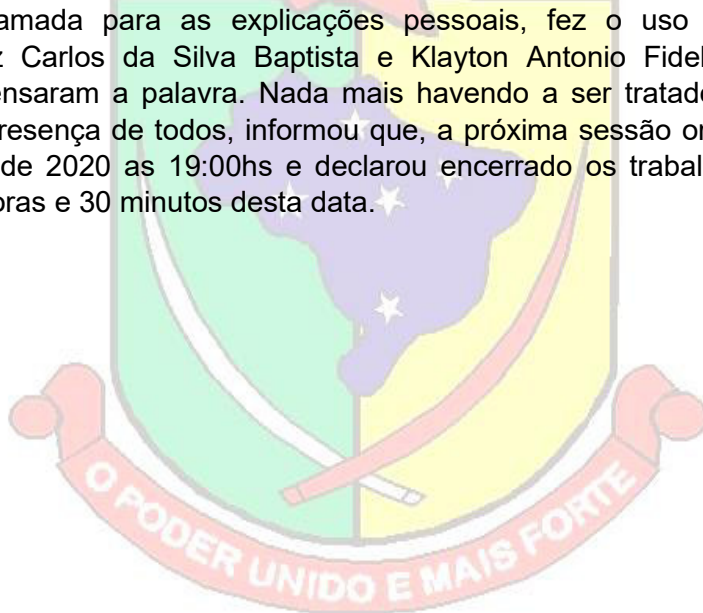 amada para as explicações pessoais, fez o uso
z Carlos da Silva Baptista e Klayton Antonio Fidel
ensaram a palavra. Nada mais havendo a ser tratad
resença de todos, informou que, a próxima sessão or
de 2020 as 19:00hs e declarou encerrado os trabal
oras e 30 minutos desta data.
O PODER UNIDO E MAIS FORTE